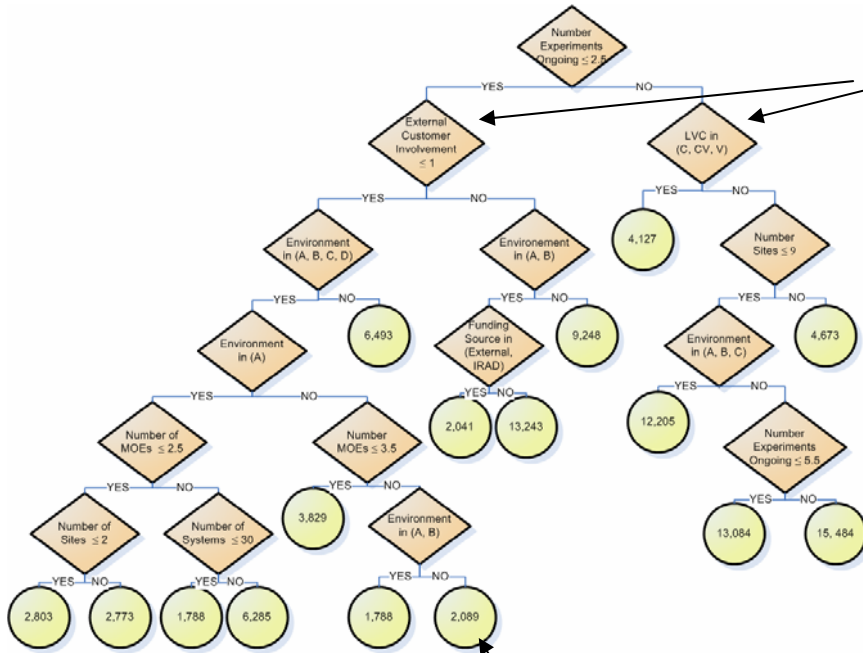 Number
Experiments
Ongoing ≤ 2.5
YES
NO
External
Customer
Involvement
≤ 1
LVC in
(C, CV, V)
YES
NO
YES
NO
Environment
in (A, B, C, D)
Environement
in (A, B)
4,127
Number
Sites ≤ 9
YES
NO
YES
NO
YES
NO
Environment
in (A)
6,493
Funding
Source in
(External,
IRAD)
9,248
Environment
in (A, B, C)
4,673
YES
NO
YES
NO
YES
NO
Number of
MOEs ≤ 2.5
Number
MOEs ≤ 3.5
2,041
13,243
12,205
Number
Experiments
Ongoing ≤ 5.5
YES
NO
YES
NO
YES
NO
Number of
Sites ≤ 2
Number of
Systems ≤ 30
3,829
Environment
in (A, B)
13,084
15, 484
YES
NO
YES
NO
YES
NO
2,803
2,773
1,788
6,285
1,788
2,089